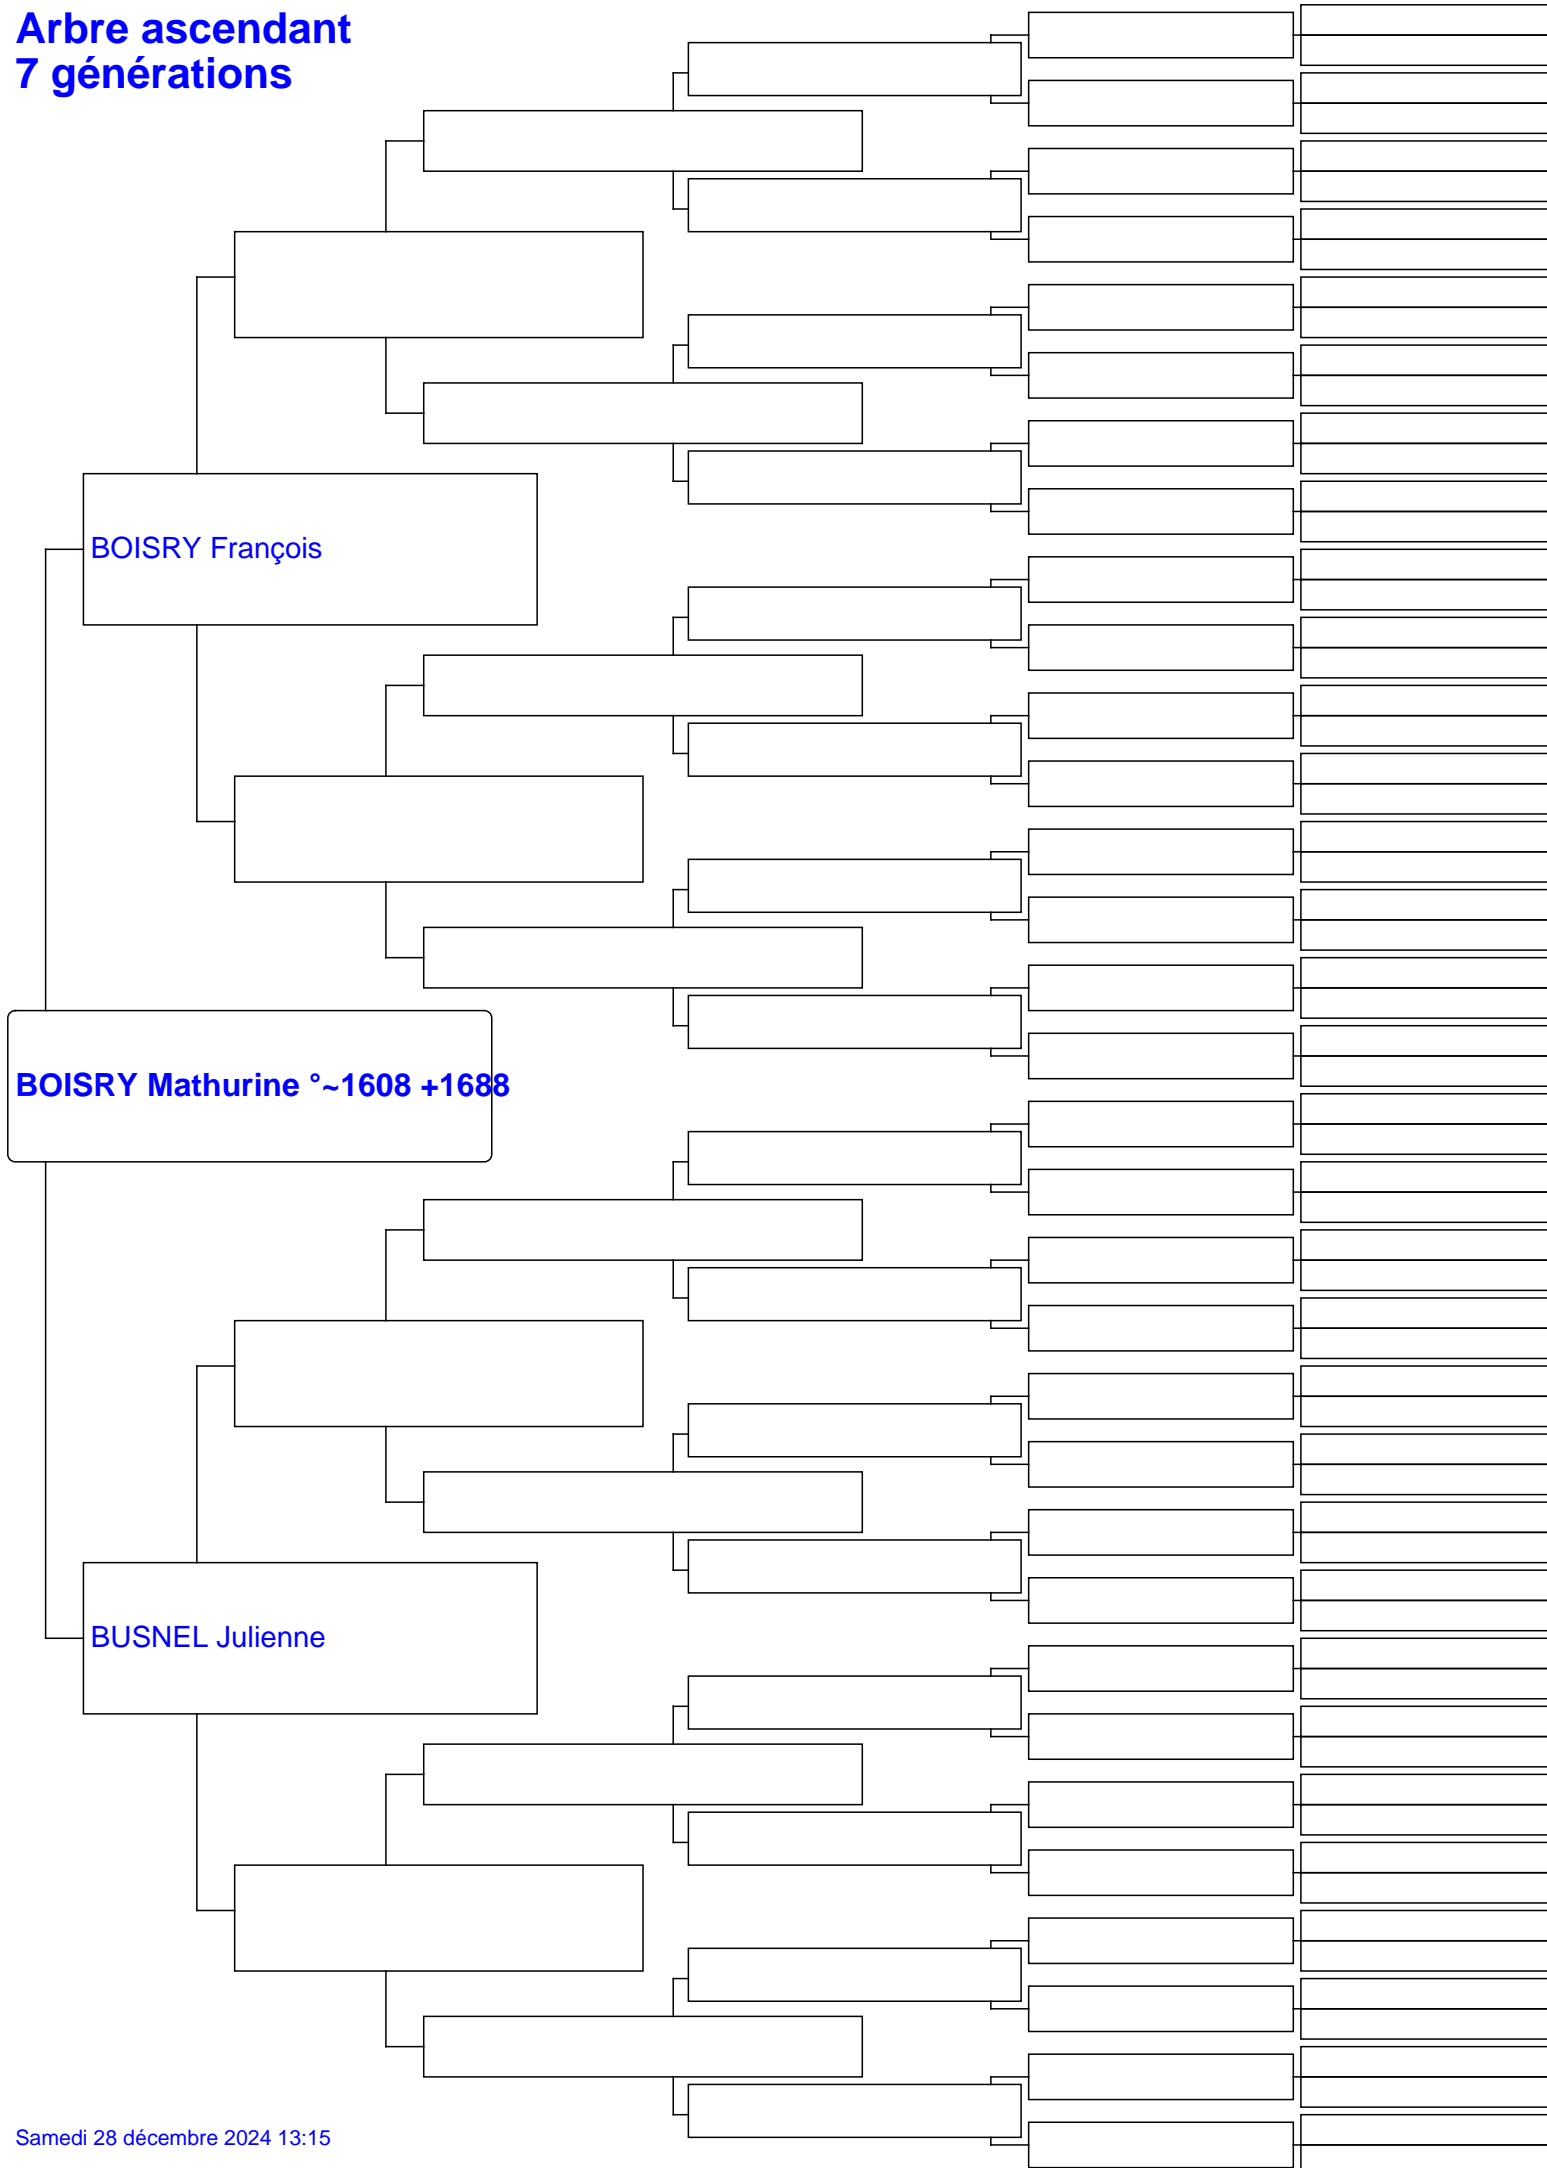 Arbre ascendant
7 générations
BOISRY François
BOISRY Mathurine °~1608 +1688
BUSNEL Julienne
Samedi 28 décembre 2024 13:15